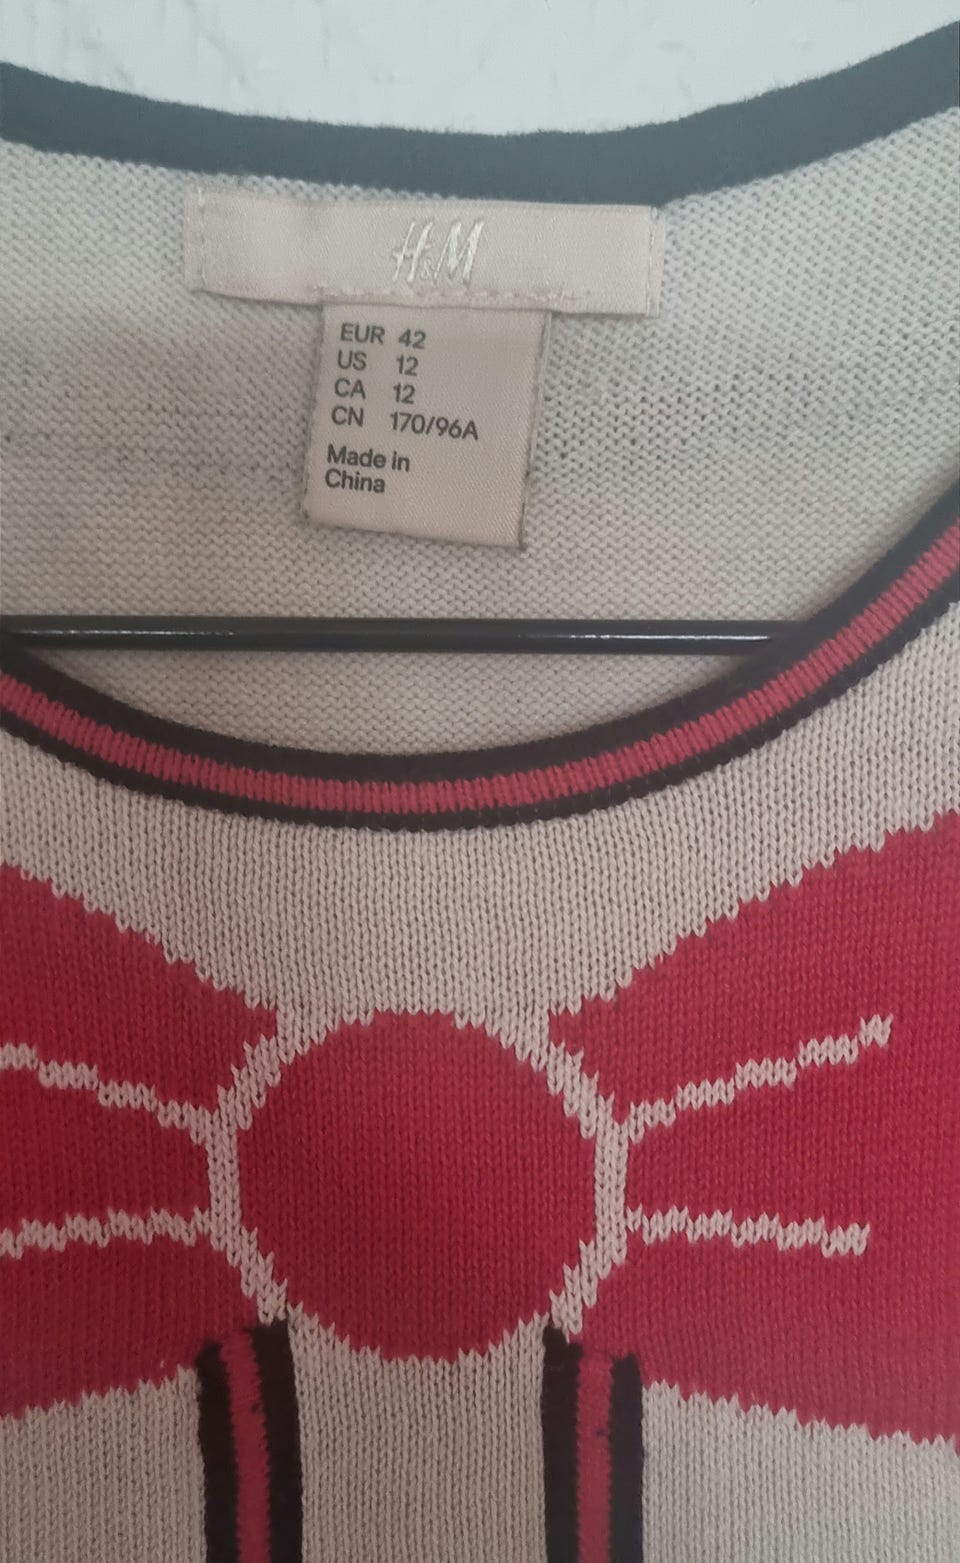 H&M
EUR 42
US 12
CA 12
CN 170/96A
Made in
China